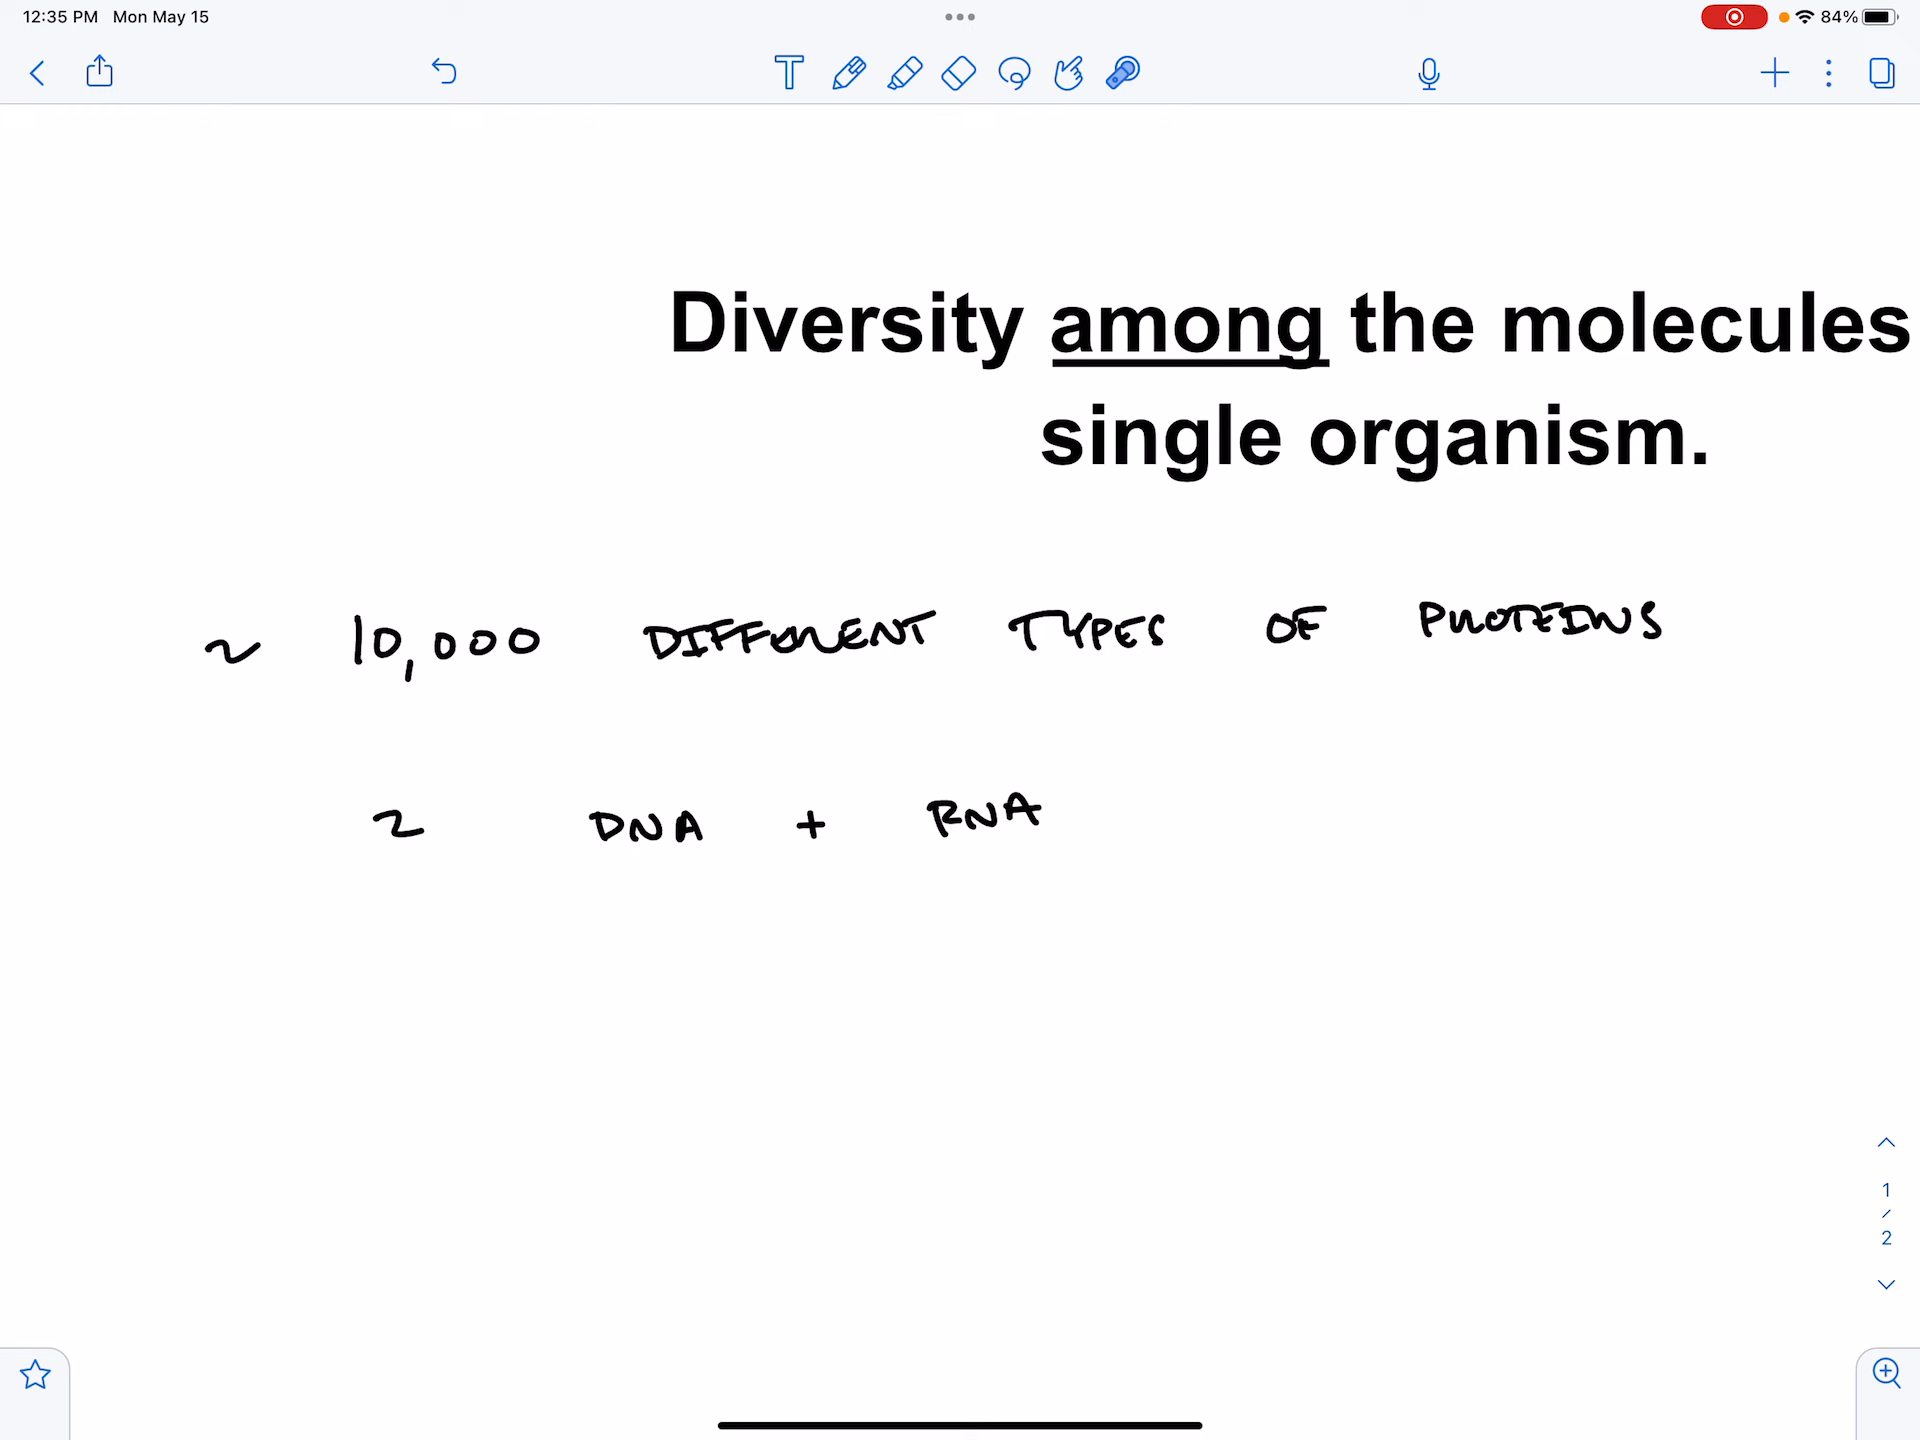 12:35 PM Mon May 15
84%
Diversity among the molecules
single organism.
~ 10,000 DIFFERENT TYPES OF PROTEINS
2 DNA + RNA
1
/
2